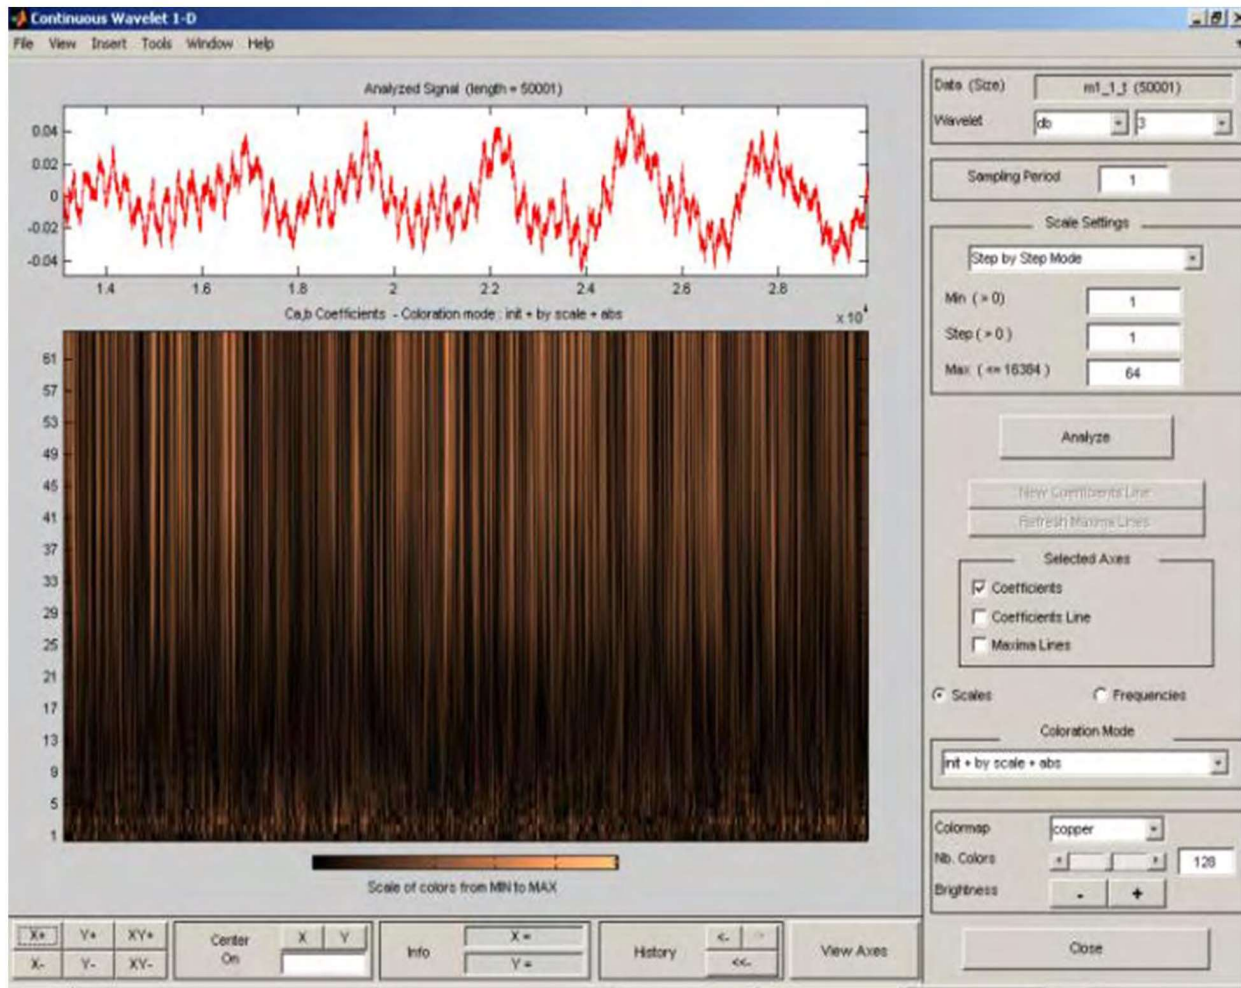 Continuous Wavelet 1-D
File View Insert Tools Window Help
Analyzed Signal (length = 50001)
0.04
0.02
0
-0.02
-0.04
1.4 1.6 1.8 2 2.2 2.4 2.6 2.8
x 10⁴
Ca,b Coefficients - Coloration mode : init + by scale + abs
61
57
53
49
45
41
37
33
29
25
21
17
13
9
5
1
Scale of colors from MIN to MAX
Data (Size) m1_1_t (50001)
Wavelet db 3
Sampling Period 1
Scale Settings
Step by Step Mode
Min ( > 0) 1
Step ( > 0 ) 1
Max ( <= 16384 ) 64
Analyze
New Coefficients Line
Refresh Maxima Lines
Selected Axes
Coefficients
Coefficients Line
Maxima Lines
Scales Frequencies
Coloration Mode
init + by scale + abs
Colormap copper
Nb. Colors 128
Brightness - +
X+ Y+ XY+
X- Y- XY-
Center On X Y
Info X = Y =
History <- -> <<-
View Axes
Close